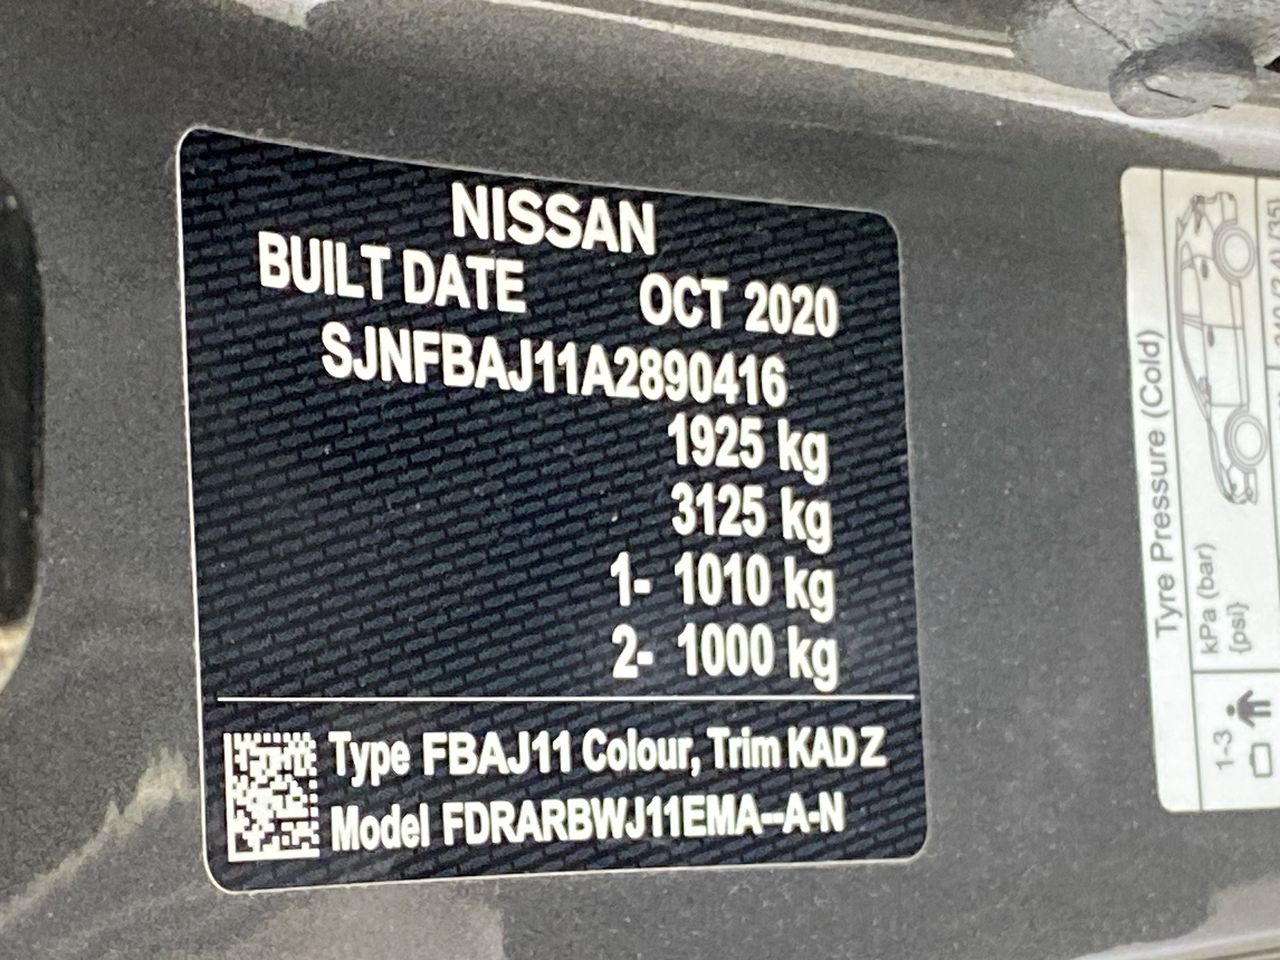 NISSAN
BUILT DATE OCT 2020
SJNFBAJ11A2890416
1925 kg
3125 kg
1- 1010 kg
2- 1000 kg
Type FBAJ11 Colour, Trim KAD Z
Model FDRARBWJ11EMA--A-N
Tyre Pressure (Cold)
kPa (bar)
{psi}
1-3